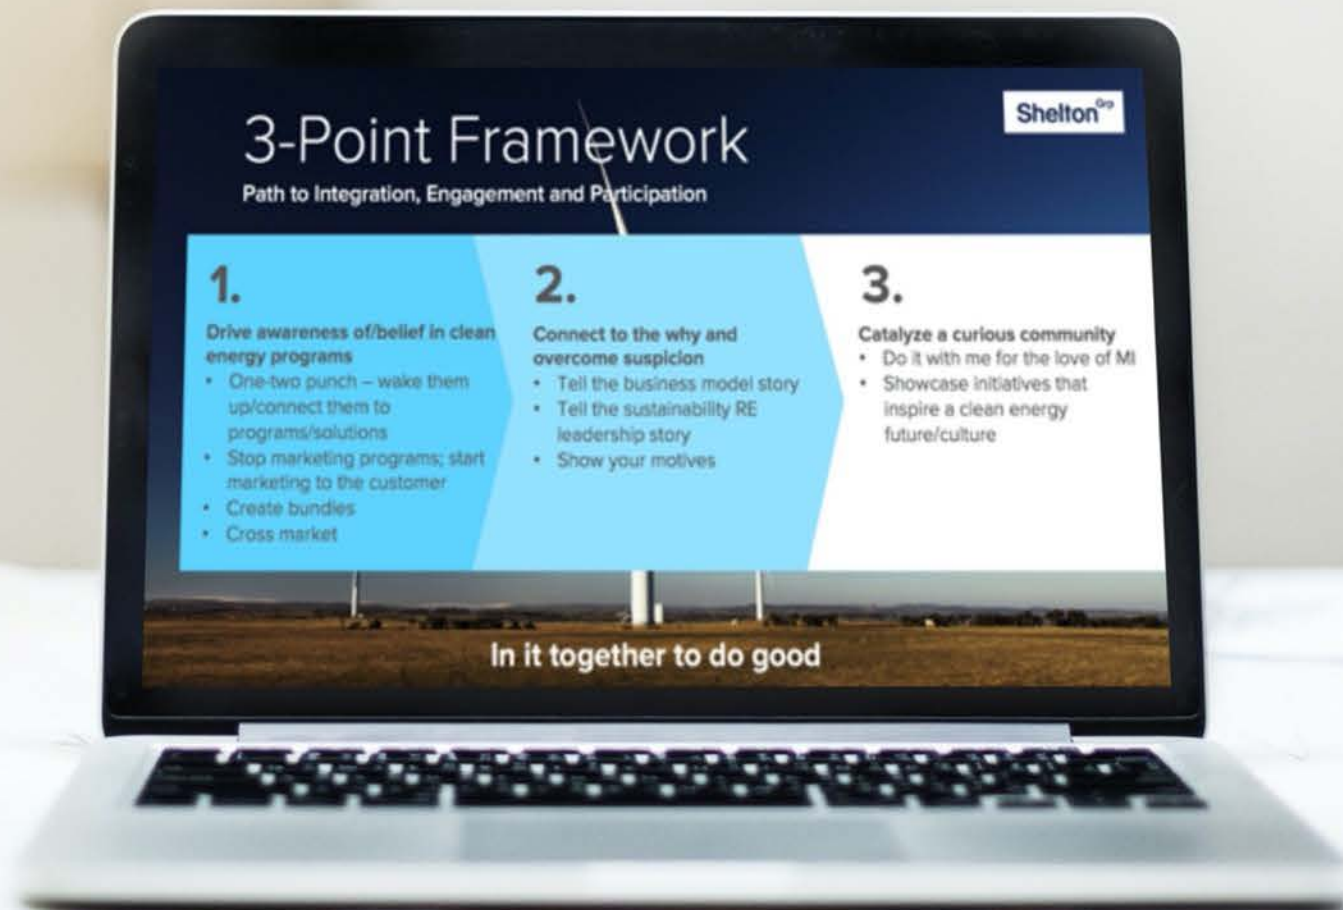 Shelton Grp
3-Point Framework
Path to Integration, Engagement and Participation
1.
Drive awareness of/belief in clean
energy programs
• One-two punch – wake them
up/connect them to
programs/solutions
• Stop marketing programs; start
marketing to the customer
• Create bundles
• Cross market
2.
Connect to the why and
overcome suspicion
• Tell the business model story
• Tell the sustainability RE
leadership story
• Show your motives
3.
Catalyze a curious community
• Do it with me for the love of MI
• Showcase initiatives that
inspire a clean energy
future/culture
In it together to do good